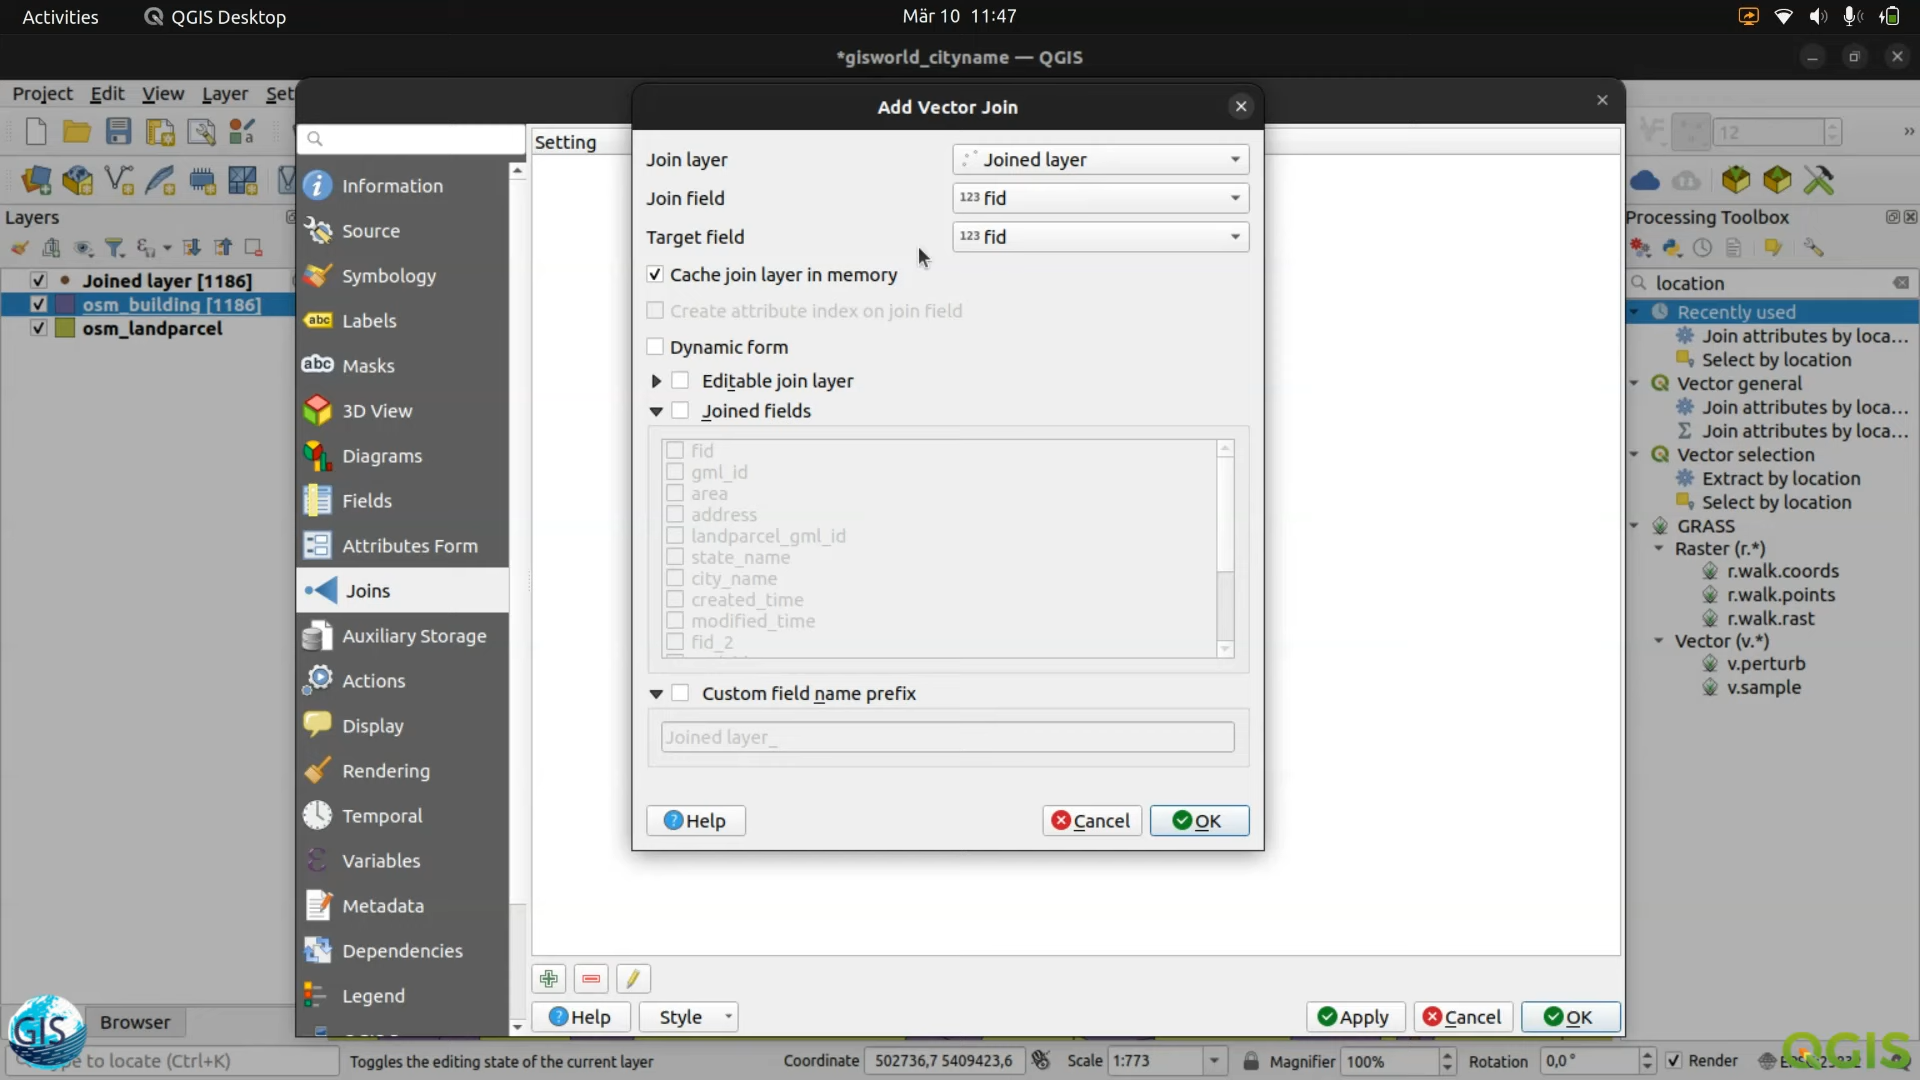 Activities
QGIS Desktop
Mär 10 11:47
*gisworld_cityname — QGIS
Project Edit View Layer Set
12
Layers
Joined layer [1186]
osm_building [1186]
osm_landparcel
Browser
Information
Source
Symbology
abc Labels
abc Masks
3D View
Diagrams
Fields
Attributes Form
Joins
Auxiliary Storage
Actions
Display
Rendering
Temporal
Variables
Metadata
Dependencies
Legend
Setting
Add Vector Join
Join layer Joined layer
Join field 123 fid
Target field 123 fid
Cache join layer in memory
Create attribute index on join field
Dynamic form
Editable join layer
Joined fields
fid
gml_id
area
address
landparcel_gml_id
state_name
city_name
created_time
modified_time
fid_2
Custom field name prefix
Joined layer_
Help Cancel OK
Help Style Apply Cancel OK
Processing Toolbox
location
Recently used
Join attributes by loca...
Select by location
Vector general
Join attributes by loca...
Join attributes by loca...
Vector selection
Extract by location
Select by location
GRASS
Raster (r.*)
r.walk.coords
r.walk.points
r.walk.rast
Vector (v.*)
v.perturb
v.sample
GIS
QGIS
to locate (Ctrl+K) Toggles the editing state of the current layer Coordinate 502736,7 5409423,6 Scale 1:773 Magnifier 100% Rotation 0,0 ° Render